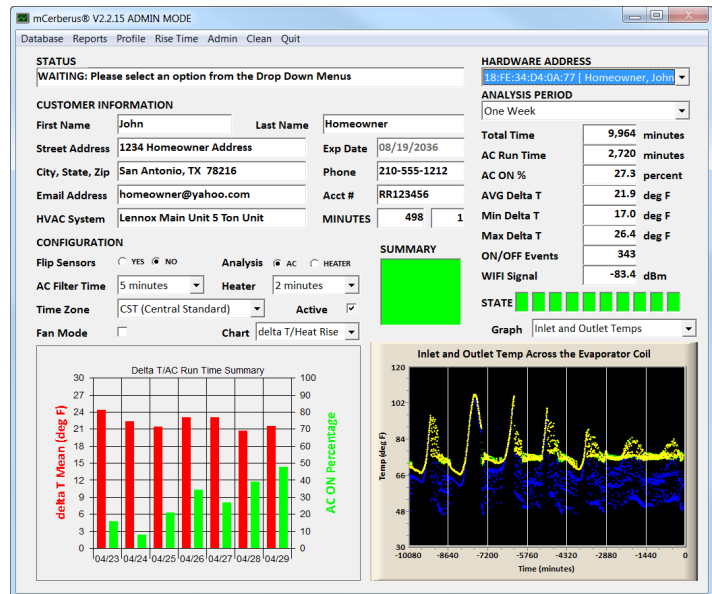 mCerberus® V2.2.15 ADMIN MODE
Database Reports Profile Rise Time Admin Clean Quit
STATUS
WAITING: Please select an option from the Drop Down Menus
HARDWARE ADDRESS
18:FE:34:D4:0A:77 [ Homeowner, John
ANALYSIS PERIOD
One Week
CUSTOMER INFORMATION
First Name John Last Name Homeowner
Street Address 1234 Homeowner Address Exp Date 08/19/2036
City, State, Zip San Antonio, TX 78216 Phone 210-555-1212
Email Address homeowner@yahoo.com Acct # RR123456
HVAC System Lennox Main Unit 5 Ton Unit MINUTES 498 1
Total Time 9,964 minutes
AC Run Time 2,720 minutes
AC ON % 27.3 percent
AVG Delta T 21.9 deg F
Min Delta T 17.0 deg F
Max Delta T 26.4 deg F
ON/OFF Events 343
WIFI Signal -83.4 dBm
STATE
Graph Inlet and Outlet Temps
CONFIGURATION
Flip Sensors YES NO Analysis AC HEATER
AC Filter Time 5 minutes Heater 2 minutes
Time Zone CST (Central Standard) Active
Fan Mode Chart delta T/Heat Rise
SUMMARY
Delta T/AC Run Time Summary
delta T Mean (deg F)
30
27
24
21
18
15
12
9
6
3
0
100
90
80
70
60
50
40
30
20
10
0
AC ON Percentage
04/23 04/24 04/25 04/26 04/27 04/28 04/29
Inlet and Outlet Temp Across the Evaporator Coil
Temp (deg F)
120
102
84
66
48
30
-10080 -8640 -7200 -5760 -4320 -2880 -1440 0
Time (minutes)